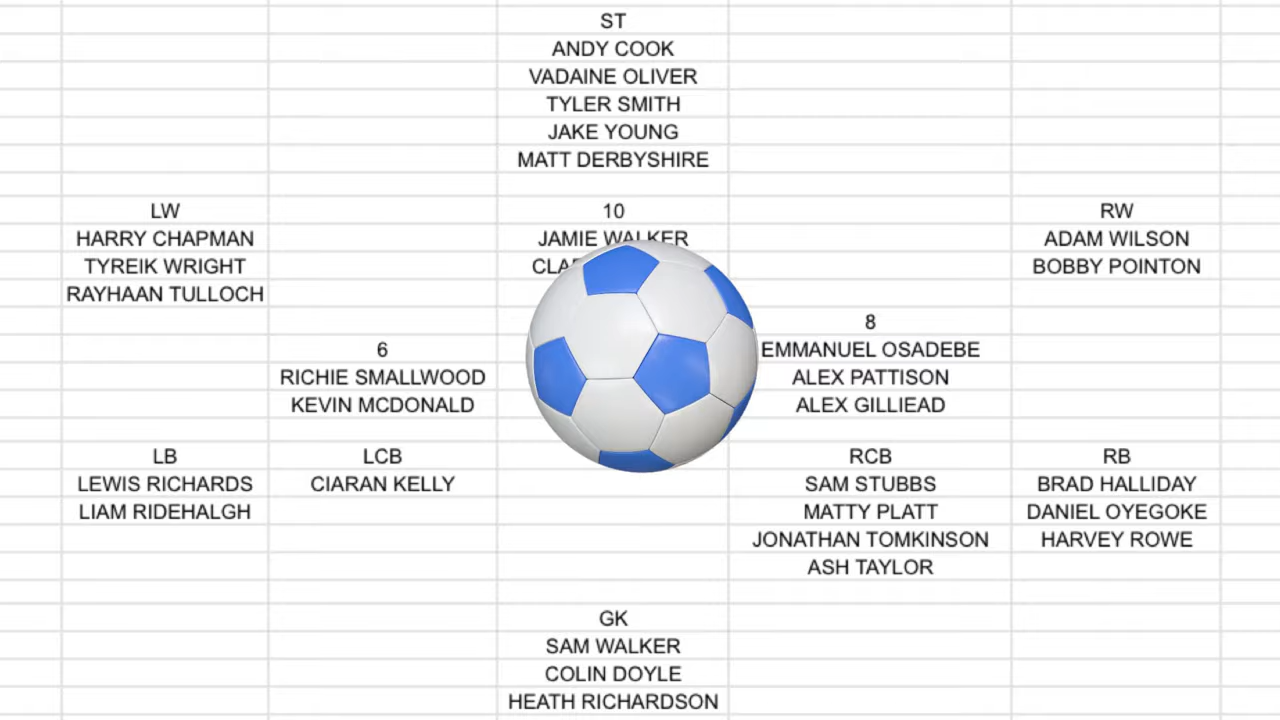 ST
ANDY COOK
VADAINE OLIVER
TYLER SMITH
JAKE YOUNG
MATT DERBYSHIRE
LW
HARRY CHAPMAN
TYREIK WRIGHT
RAYHAAN TULLOCH
10
JAMIE WALKER
RW
ADAM WILSON
BOBBY POINTON
6
RICHIE SMALLWOOD
KEVIN MCDONALD
8
EMMANUEL OSADEBE
ALEX PATTISON
ALEX GILLIEAD
LB
LEWIS RICHARDS
LIAM RIDEHALGH
LCB
CIARAN KELLY
RCB
SAM STUBBS
MATTY PLATT
JONATHAN TOMKINSON
ASH TAYLOR
RB
BRAD HALLIDAY
DANIEL OYEGOKE
HARVEY ROWE
GK
SAM WALKER
COLIN DOYLE
HEATH RICHARDSON